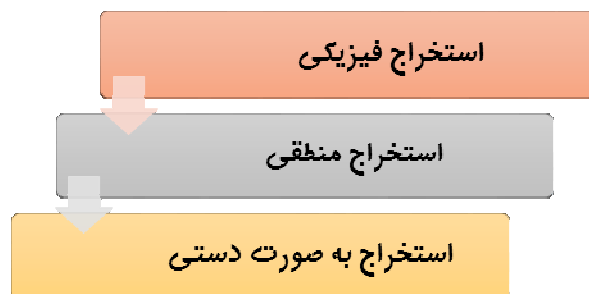 استخراج فیزیکی
استخراج منطقی
استخراج به صورت دستی